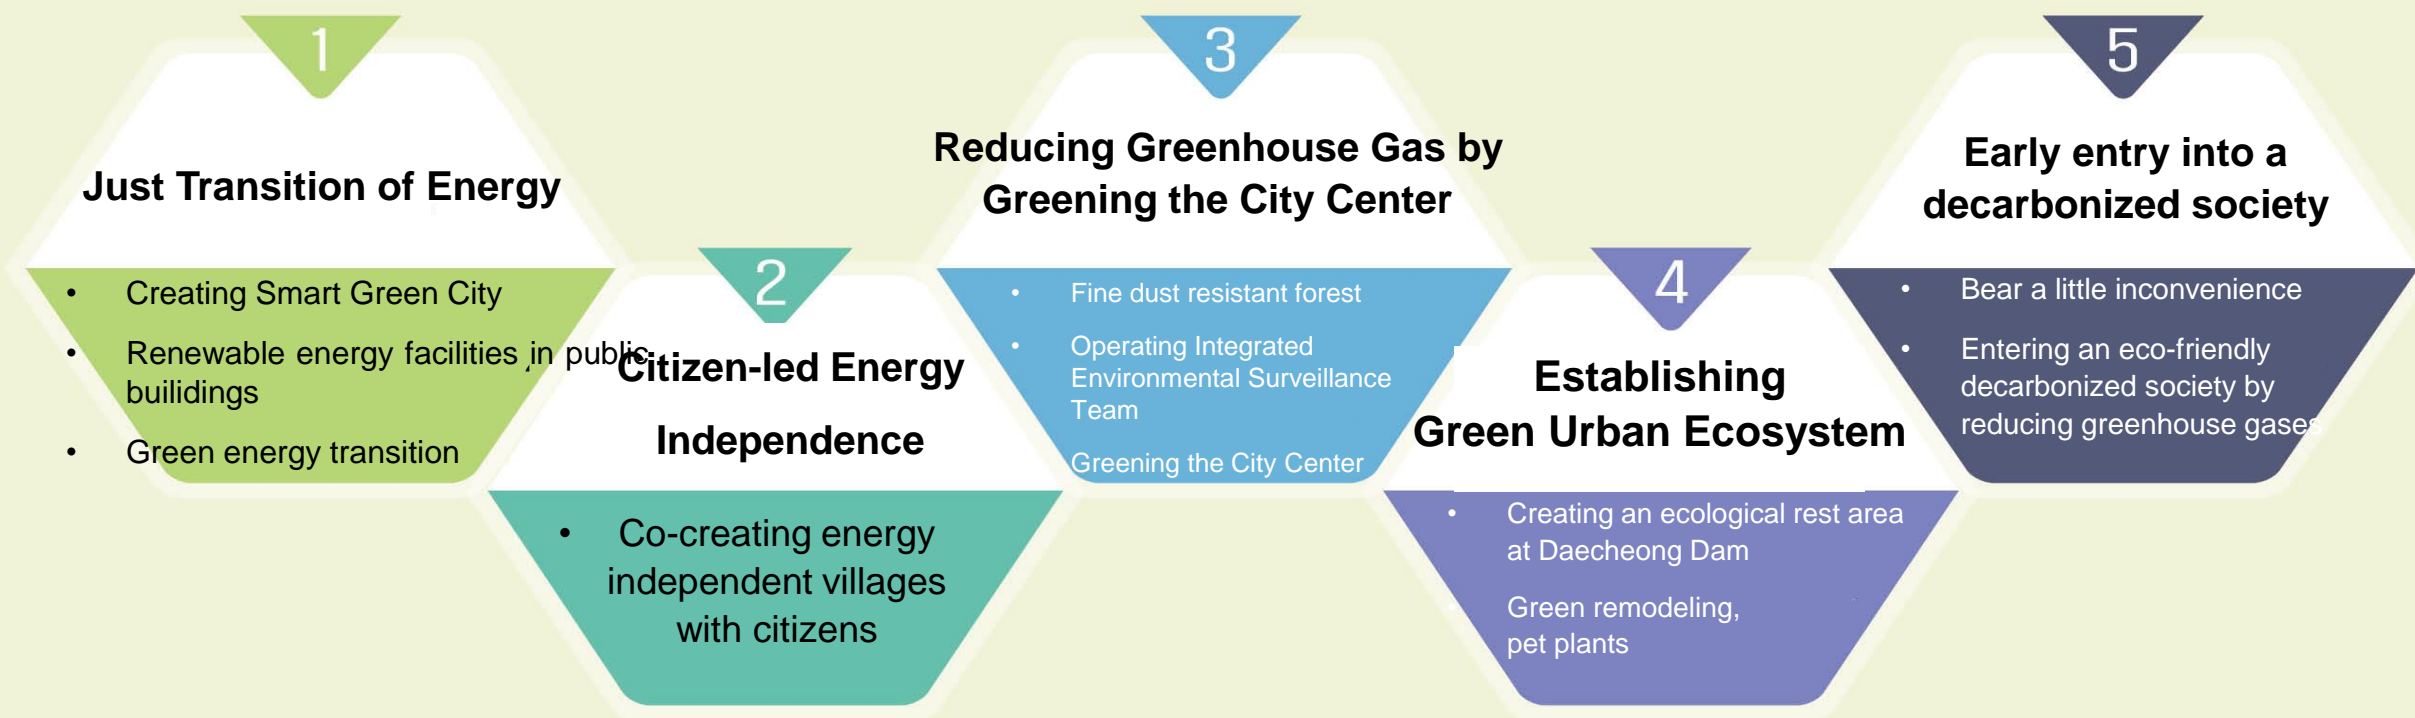 1
Just Transition of Energy
• Creating Smart Green City
• Renewable energy facilities in public
builidings
• Green energy transition
2
Citizen-led Energy
Independence
• Co-creating energy
independent villages
with citizens
3
Reducing Greenhouse Gas by
Greening the City Center
• Fine dust resistant forest
• Operating Integrated
Environmental Surveillance
Team
Greening the City Center
4
Establishing
Green Urban Ecosystem
• Creating an ecological rest area
at Daecheong Dam
• Green remodeling,
pet plants
5
Early entry into a
decarbonized society
• Bear a little inconvenience
• Entering an eco-friendly
decarbonized society by
reducing greenhouse gases